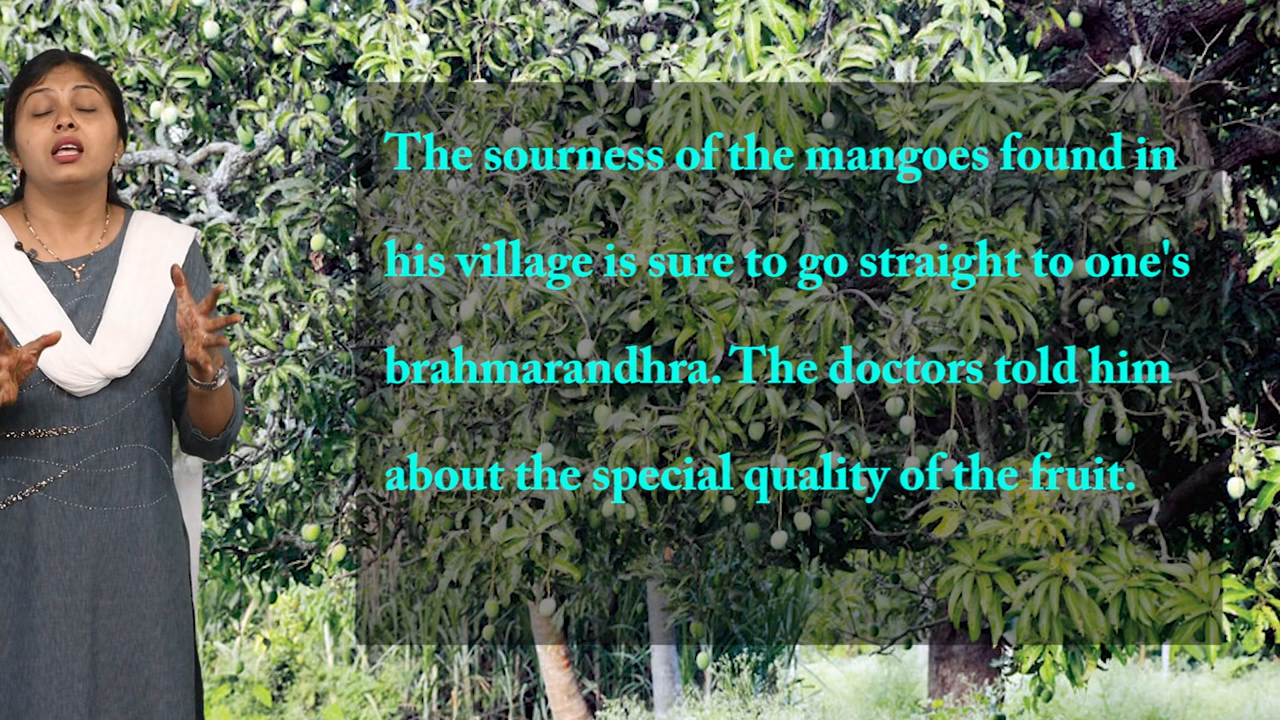 The sourness of the mangoes found in
his village is sure to go straight to one's
brahmarandhra. The doctors told him
about the special quality of the fruit.